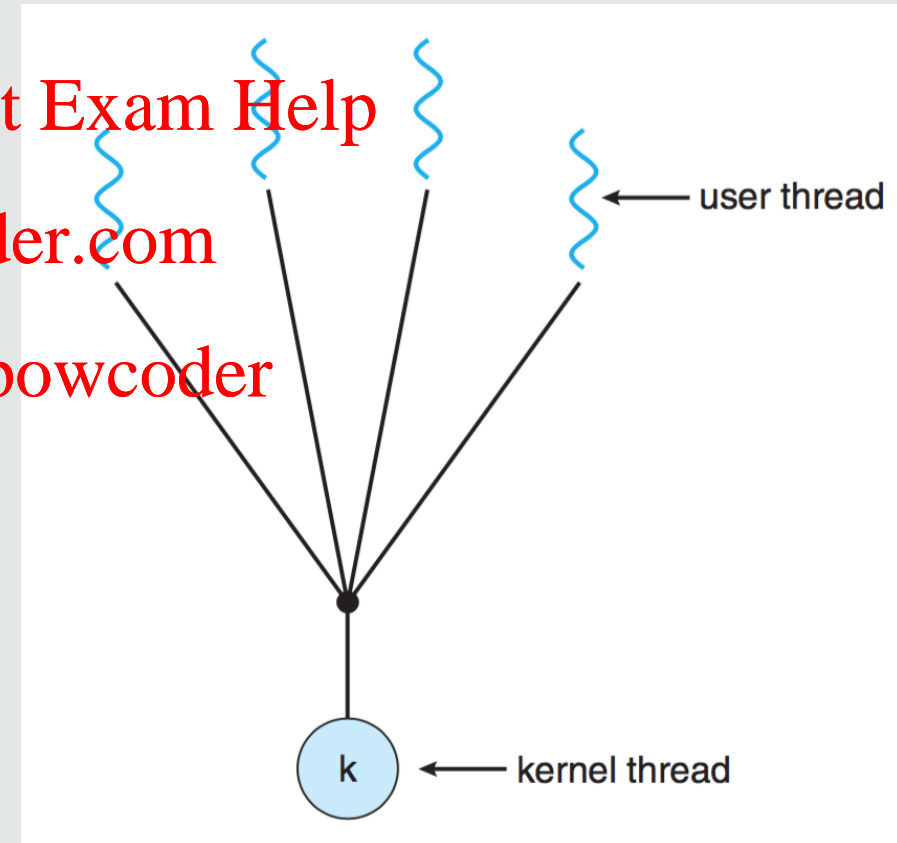 t Exam Help
user thread
der.com
powcoder
k
kernel thread